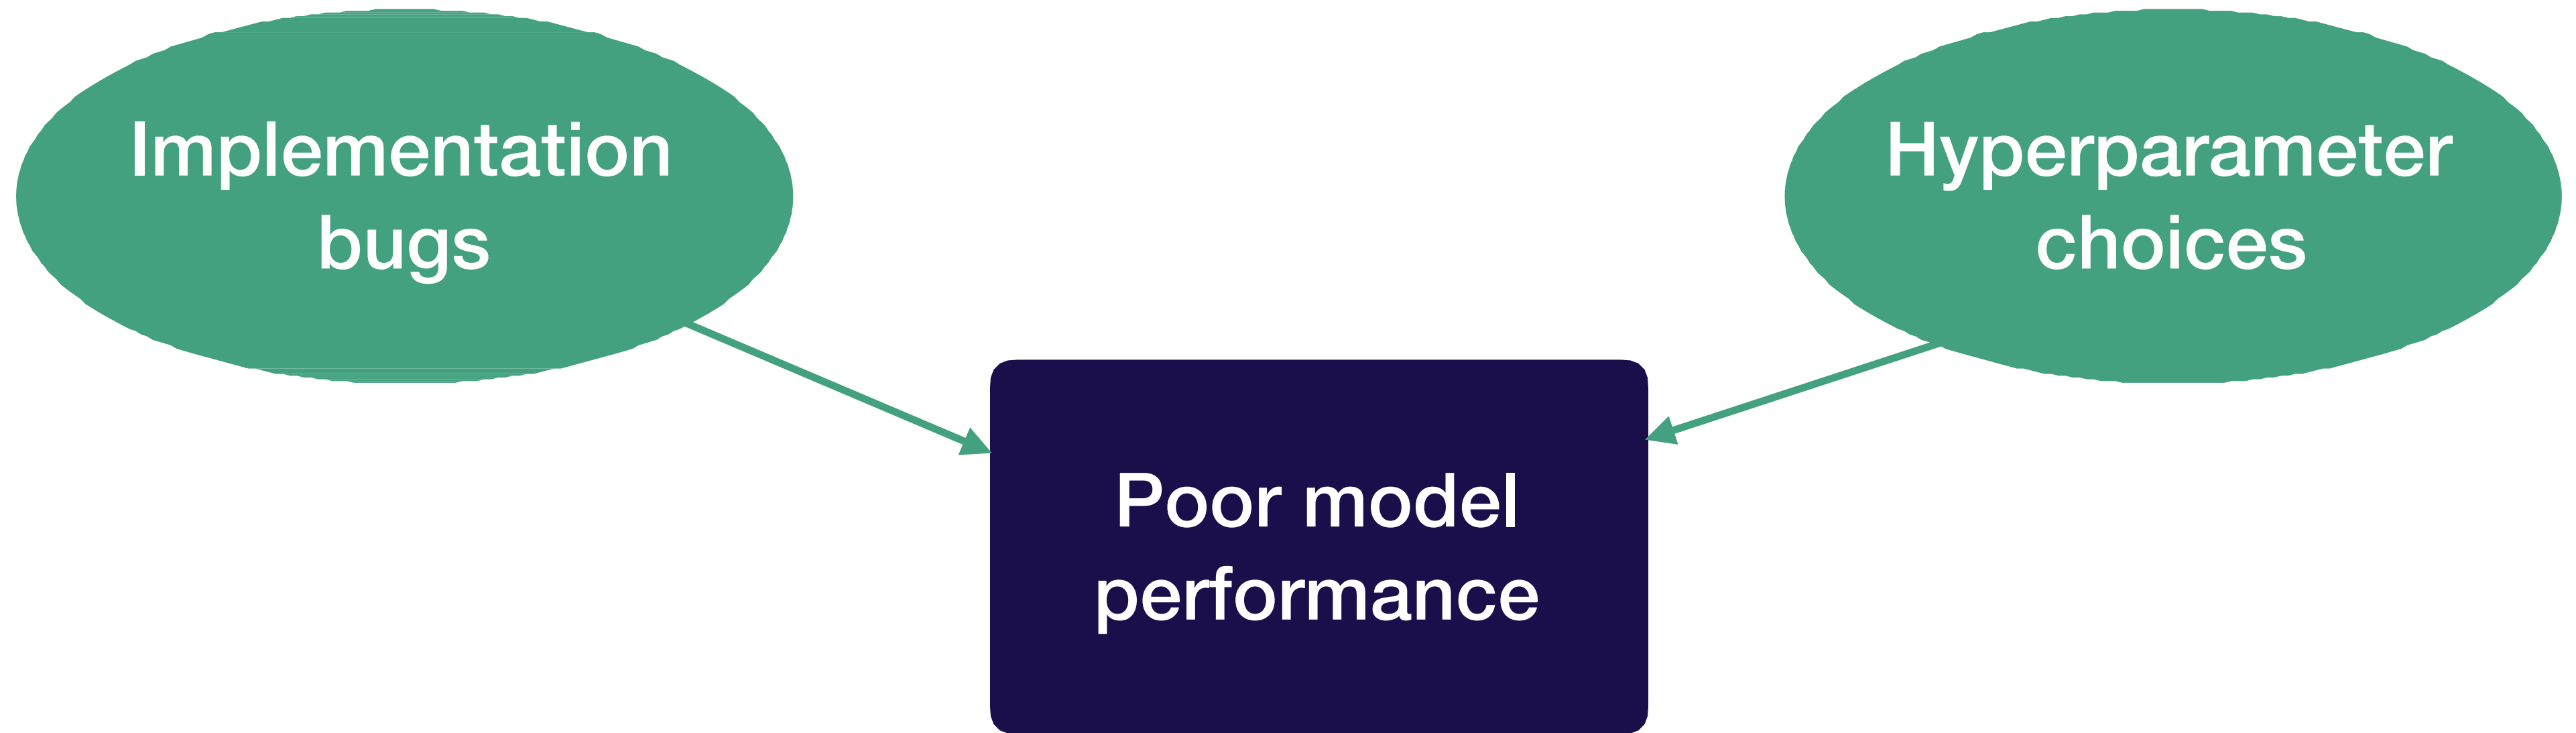 Implementation
bugs
Hyperparameter
choices
Poor model
performance